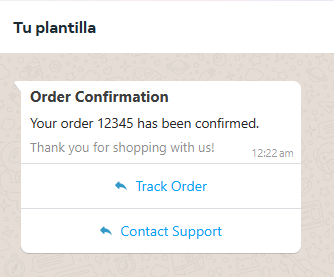 Tu plantilla
Order Confirmation
Your order 12345 has been confirmed.
Thank you for shopping with us!
12:22 am
Track Order
Contact Support